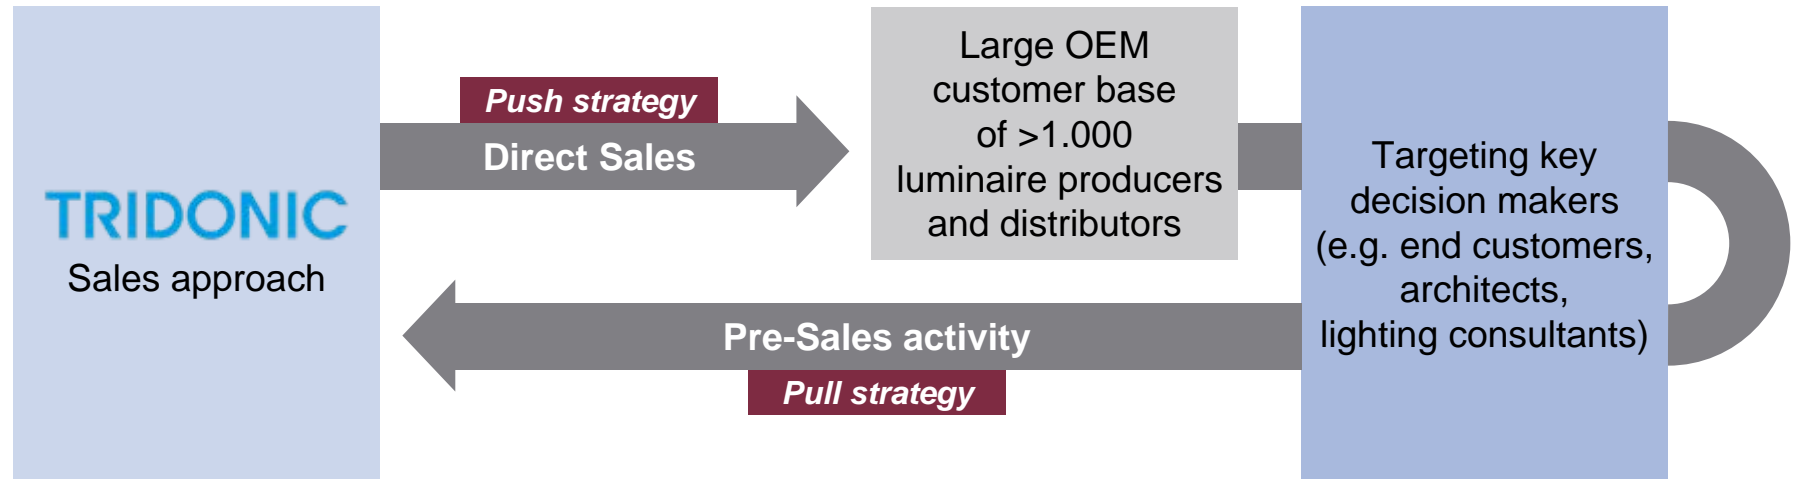 TRIDONIC
Sales approach
Push strategy
Direct Sales
Large OEM
customer base
of >1.000
luminaire producers
and distributors
Targeting key
decision makers
(e.g. end customers,
architects,
lighting consultants)
Pre-Sales activity
Pull strategy